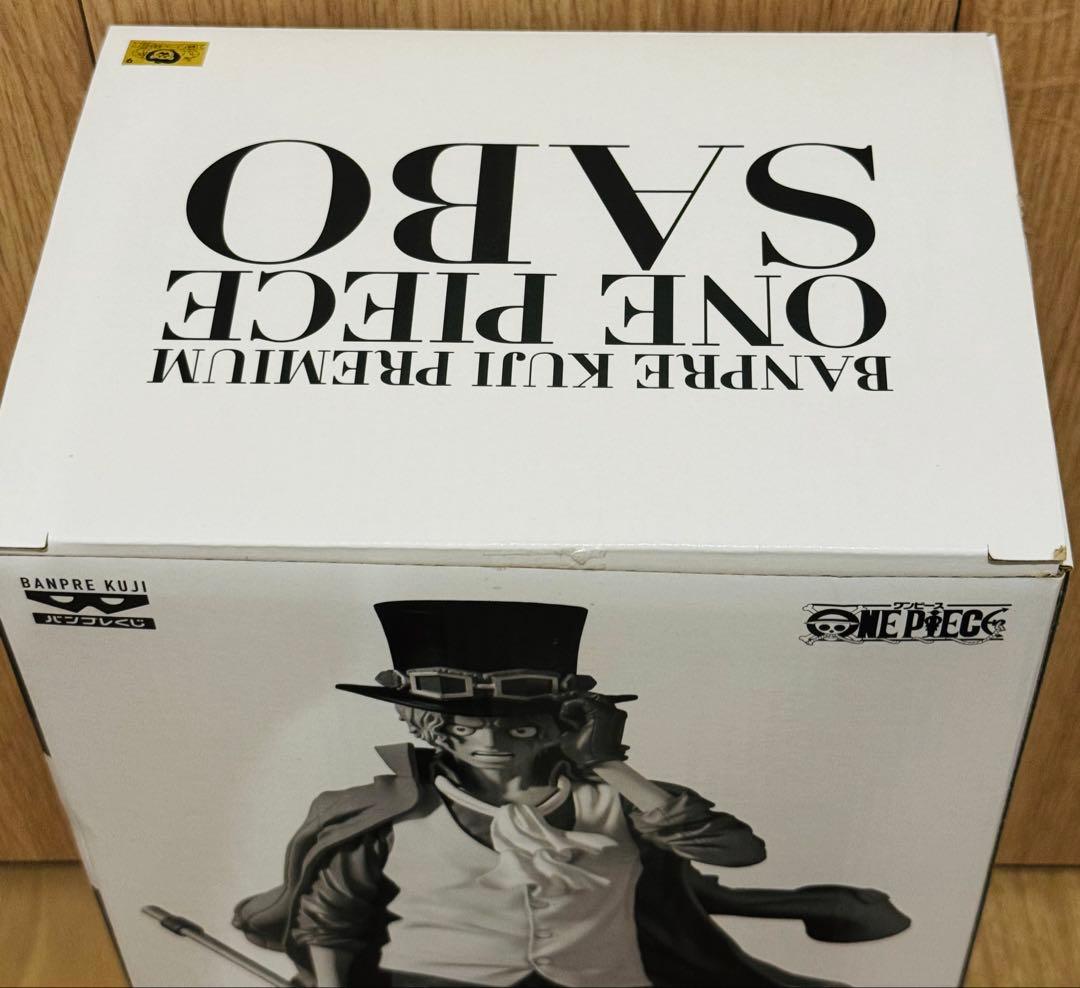 BANPRE KUJI PREMIUM
ONE PIECE
SABO
BANPRE KUJI
バンプレくじ
ワンピース
ONE PIECE